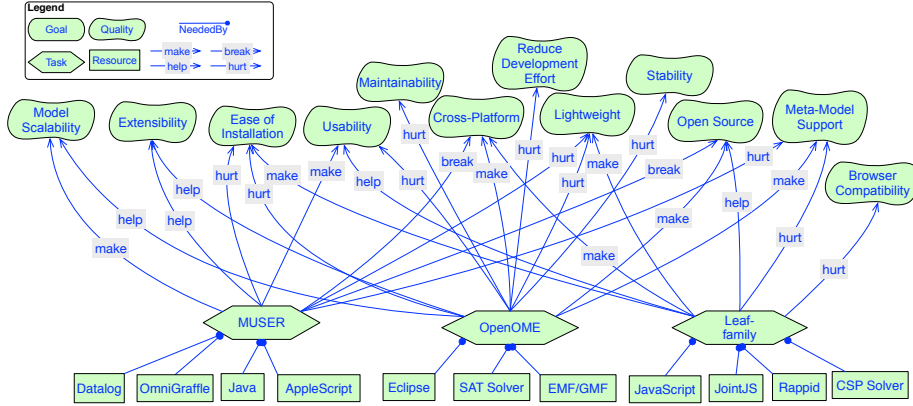 Legend
Goal
Quality
NeededBy
Task
Resource
make
break
help
hurt
Model
Scalability
Extensibility
Ease of
Installation
Usability
Maintainability
Cross-Platform
Reduce
Development
Effort
Lightweight
Stability
Open Source
Meta-Model
Support
Browser
Compatibility
hurt
hurt
hurt
hurt
make
break
make
hurt
hurt
make
break
hurt
help
help
hurt
make
help
hurt
make
help
help
make
make
help
hurt
make
hurt
MUSER
OpenOME
Leaf-
family
Datalog
OmniGraffle
Java
AppleScript
Eclipse
SAT Solver
EMF/GMF
JavaScript
JointJS
Rappid
CSP Solver